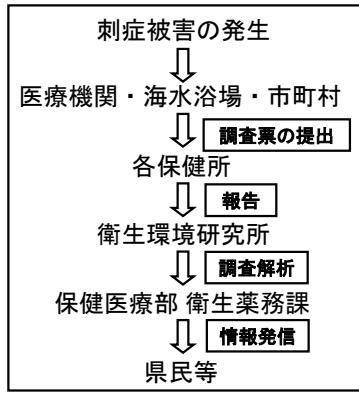 刺症被害の発生
医療機関・海水浴場・市町村
調査票の提出
各保健所
報告
衛生環境研究所
調査解析
保健医療部 衛生薬務課
情報発信
県民等